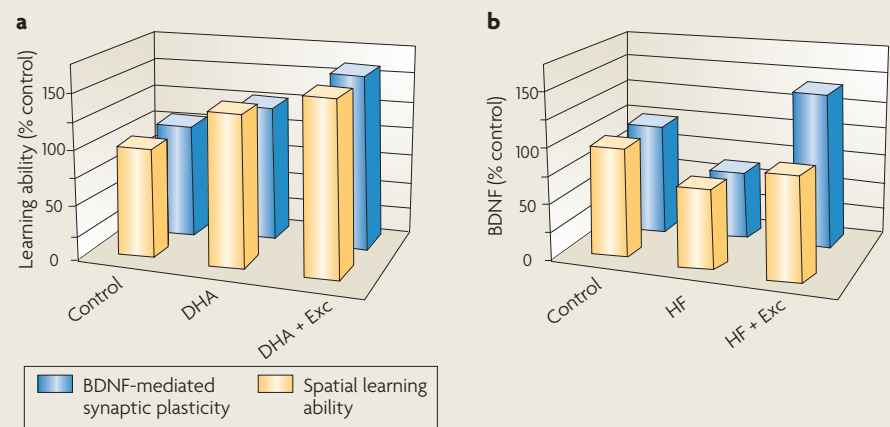 a
Learning ability (% control)
150
100
50
0
Control
DHA
DHA + Exc
b
BDNF (% control)
150
100
50
0
Control
HF
HF + Exc
BDNF-mediated
synaptic plasticity
Spatial learning
ability